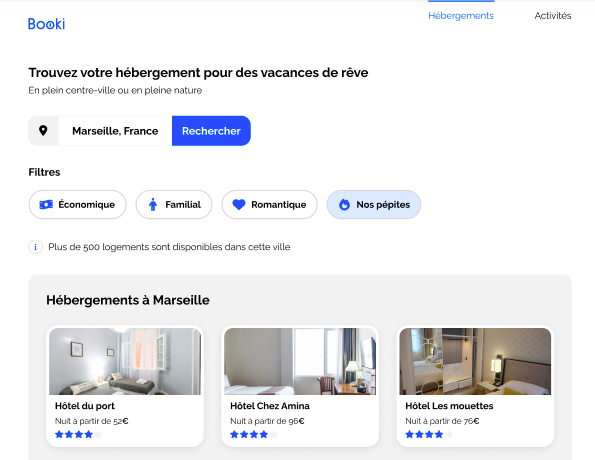 Booki
Hébergements
Activités
Trouvez votre hébergement pour des vacances de rêve
En plein centre-ville ou en pleine nature
Marseille, France
Rechercher
Filtres
Économique
Familial
Romantique
Nos pépites
i Plus de 500 logements sont disponibles dans cette ville
Hébergements à Marseille
Hôtel du port
Nuit à partir de 52€
Hôtel Chez Amina
Nuit à partir de 96€
Hôtel Les mouettes
Nuit à partir de 76€